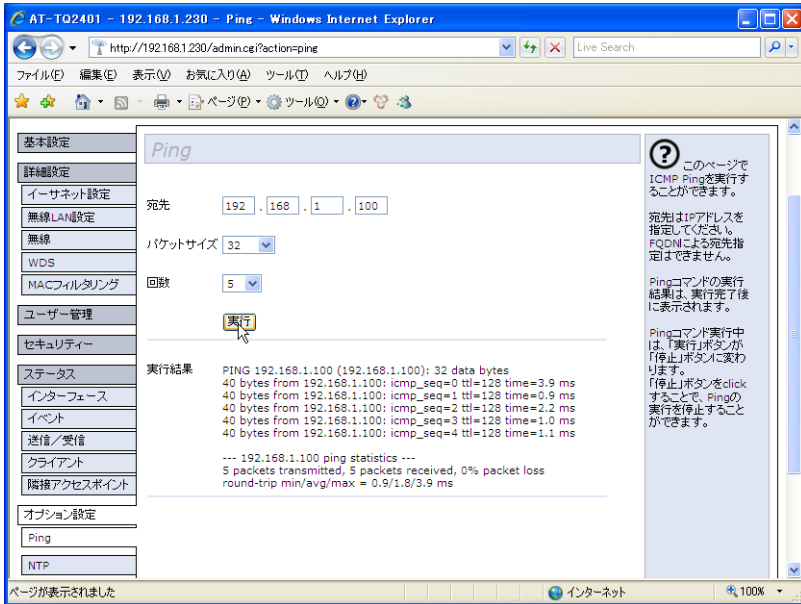 AT-TQ2401 - 192.168.1.230 - Ping - Windows Internet Explorer
http://192.168.1.230/admin.cgi?action=ping
Live Search
ファイル(F) 編集(E) 表示(V) お気に入り(A) ツール(T) ヘルプ(H)
ページ(P) ツール(O)
基本設定
詳細設定
イーサネット設定
無線LAN設定
無線
WDS
MACフィルタリング
ユーザー管理
セキュリティー
ステータス
インターフェース
イベント
送信／受信
クライアント
隣接アクセスポイント
オプション設定
Ping
NTP
Ping
宛先 192 . 168 . 1 . 100
パケットサイズ 32
回数 5
実行
実行結果
PING 192.168.1.100 (192.168.1.100): 32 data bytes
40 bytes from 192.168.1.100: icmp_seq=0 ttl=128 time=3.9 ms
40 bytes from 192.168.1.100: icmp_seq=1 ttl=128 time=0.9 ms
40 bytes from 192.168.1.100: icmp_seq=2 ttl=128 time=2.2 ms
40 bytes from 192.168.1.100: icmp_seq=3 ttl=128 time=1.0 ms
40 bytes from 192.168.1.100: icmp_seq=4 ttl=128 time=1.1 ms
--- 192.168.1.100 ping statistics ---
5 packets transmitted, 5 packets received, 0% packet loss
round-trip min/avg/max = 0.9/1.8/3.9 ms
このページで
ICMP Pingを実行す
ることができます。
宛先はIPアドレスを
指定してください。
FQDNによる宛先指
定はできません。
Pingコマンドの実行
結果は、実行完了後
に表示されます。
Pingコマンド実行中
は、「実行」ボタンが
「停止」ボタンに変わ
ります。
「停止」ボタンをclick
することで、Pingの
実行を停止すること
ができます。
ページが表示されました
インターネット
100%